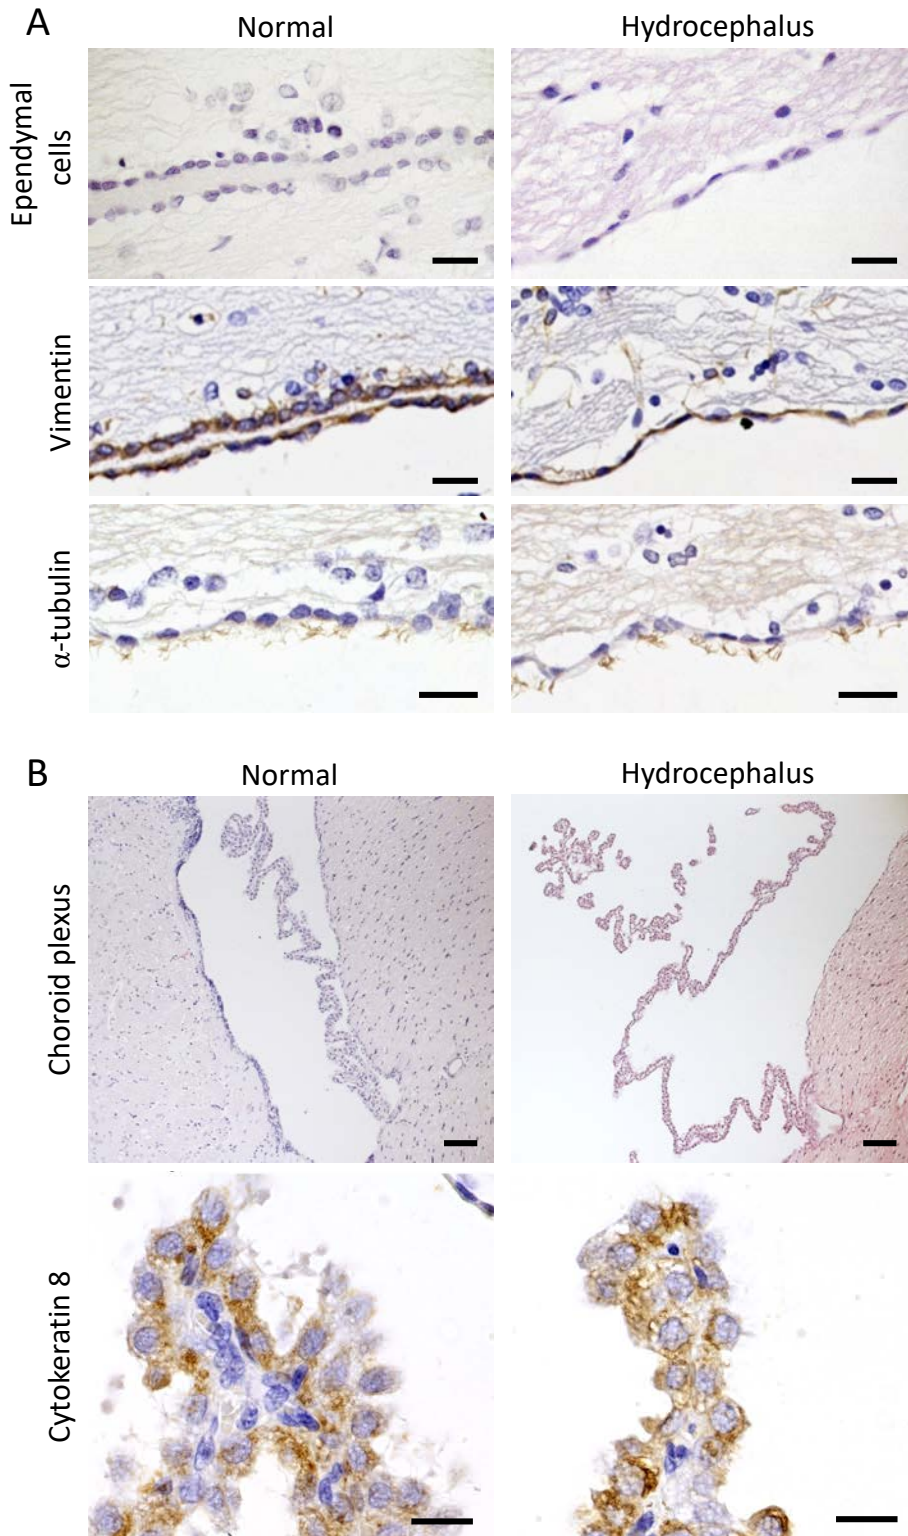 A
Normal
Hydrocephalus
Ependymal
cells
Vimentin
α-tubulin
B
Normal
Hydrocephalus
Choroid plexus
Cytokeratin 8